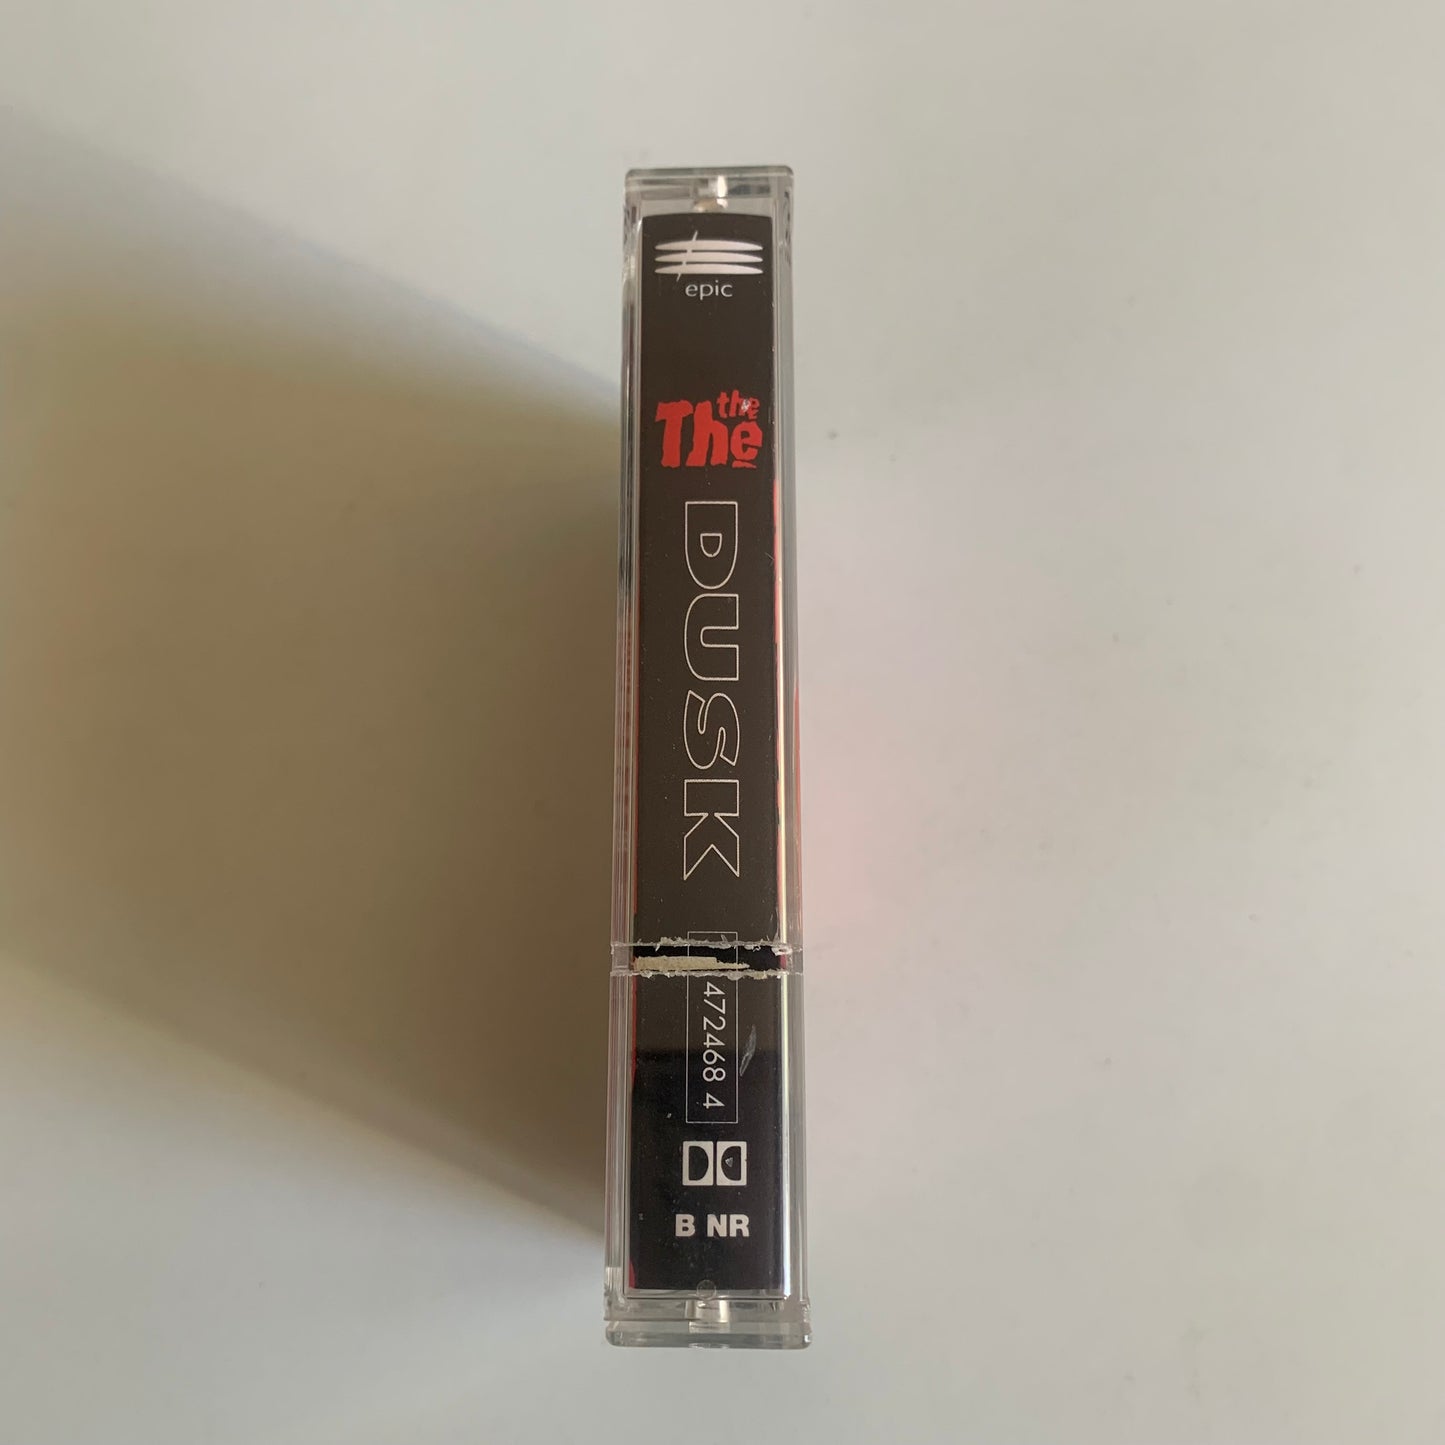 epic
The the
DUSK
472468 4
B NR